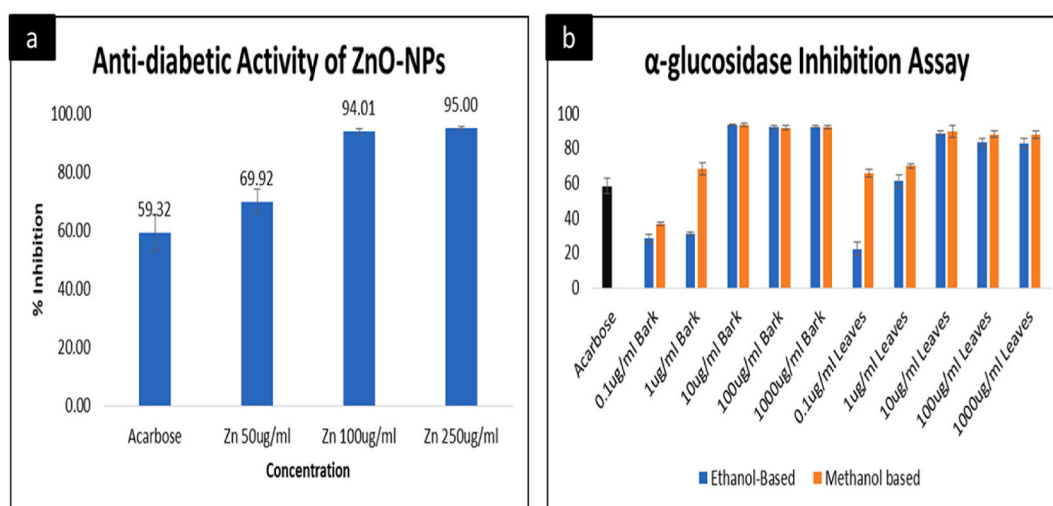 a
Anti-diabetic Activity of ZnO-NPs
100.00
80.00
60.00
40.00
20.00
0.00
% Inhibition
59.32
69.92
94.01
95.00
Acarbose
Zn 50ug/ml
Zn 100ug/ml
Zn 250ug/ml
Concentration
b
α-glucosidase Inhibition Assay
100
80
60
40
20
0
Acarbose
0.1ug/ml Bark
1ug/ml Bark
10ug/ml Bark
100ug/ml Bark
1000ug/ml Bark
0.1ug/ml Leaves
1ug/ml Leaves
10ug/ml Leaves
100ug/ml Leaves
1000ug/ml Leaves
Ethanol-Based
Methanol based